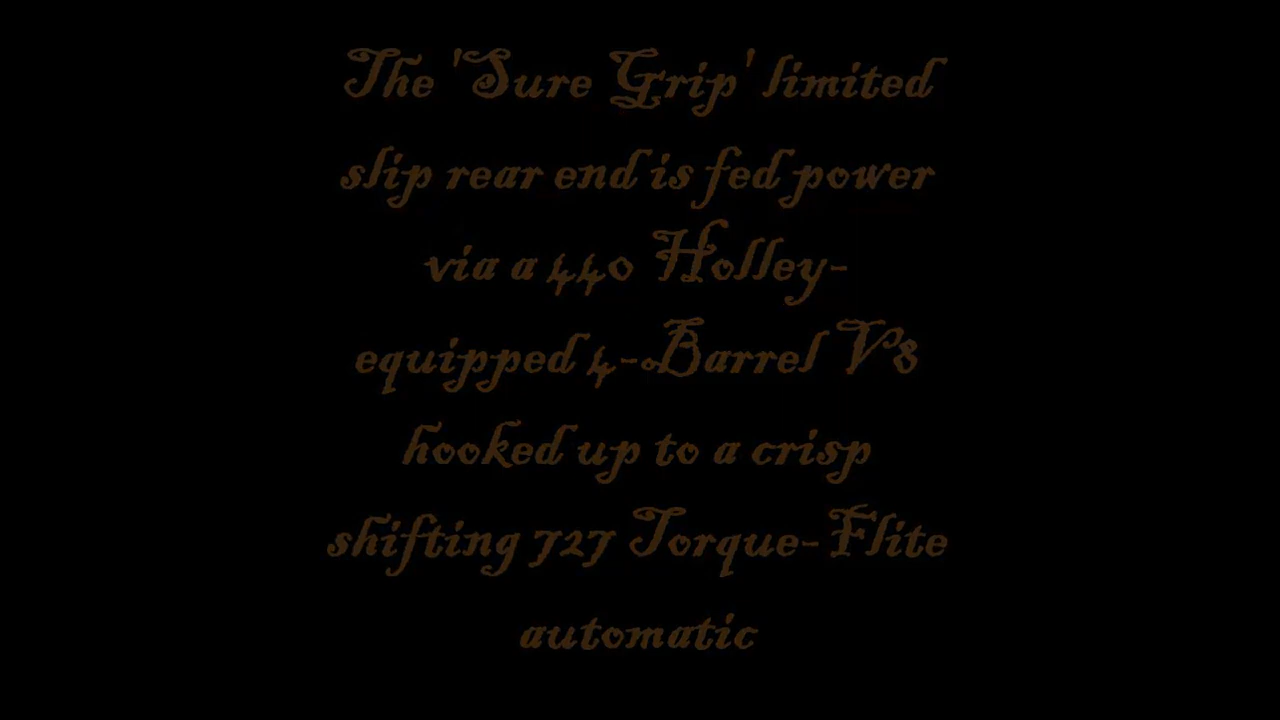 The 'Sure Grip' limited
slip rear end is fed power
via a 440 Holley-
equipped 4-Barrel V8
hooked up to a crisp
shifting 727 Torque-Flite
automatic